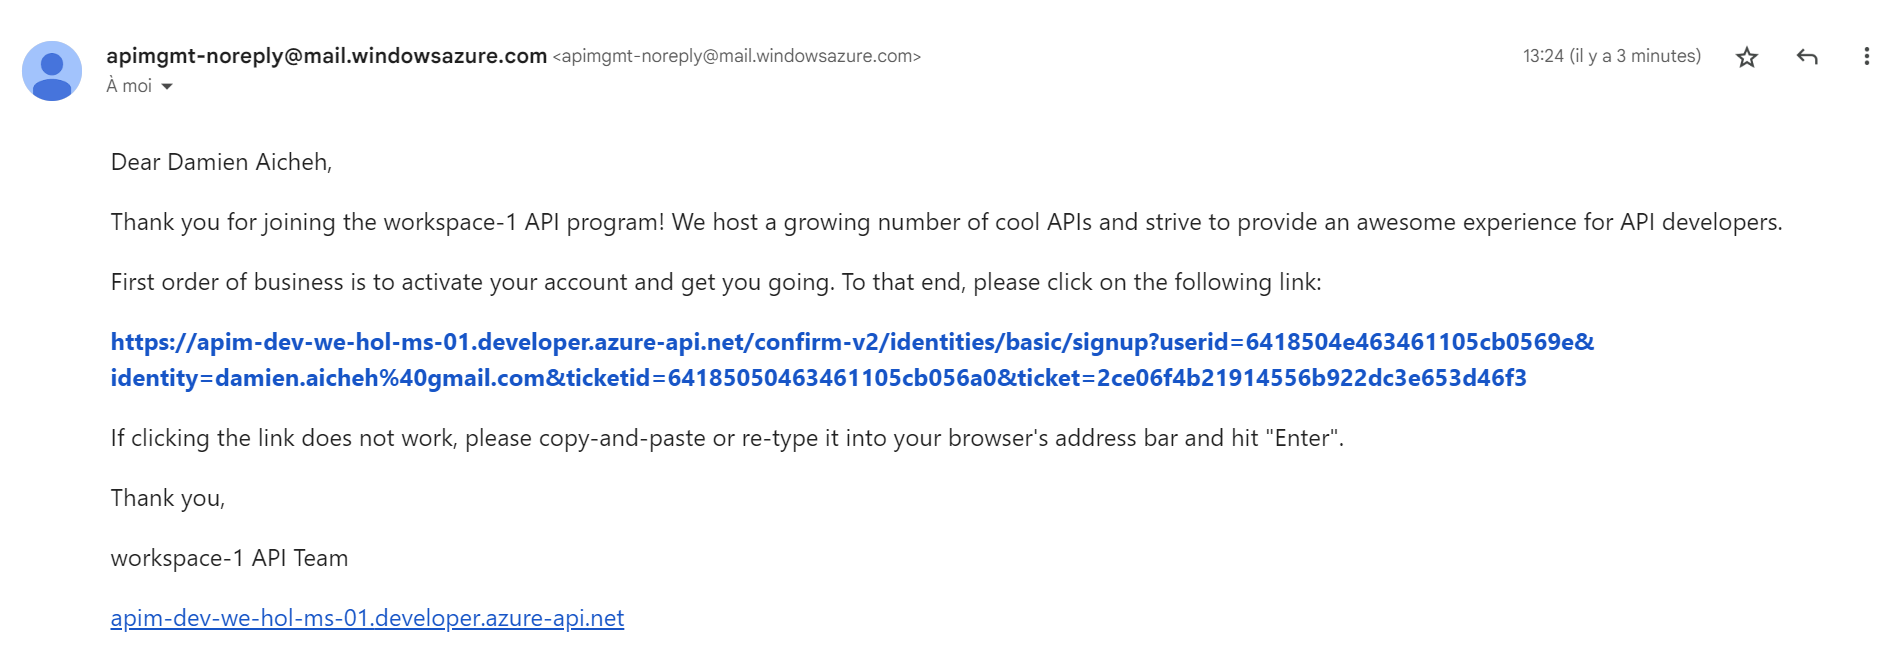 apimgmt-noreply@mail.windowsazure.com <apimgmt-noreply@mail.windowsazure.com> 13:24 (il y a 3 minutes)
À moi
Dear Damien Aicheh,
Thank you for joining the workspace-1 API program! We host a growing number of cool APIs and strive to provide an awesome experience for API developers.
First order of business is to activate your account and get you going. To that end, please click on the following link:
https://apim-dev-we-hol-ms-01.developer.azure-api.net/confirm-v2/identities/basic/signup?userid=6418504e463461105cb0569e&
identity=damien.aicheh%40gmail.com&ticketid=64185050463461105cb056a0&ticket=2ce06f4b21914556b922dc3e653d46f3
If clicking the link does not work, please copy-and-paste or re-type it into your browser's address bar and hit "Enter".
Thank you,
workspace-1 API Team
apim-dev-we-hol-ms-01.developer.azure-api.net